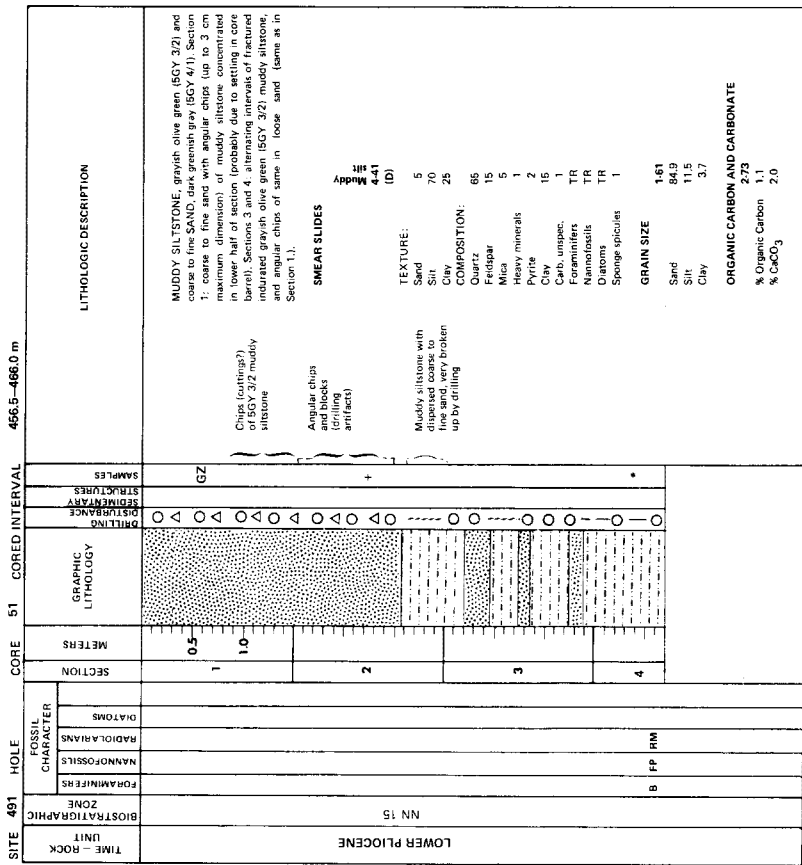 SITE 491 HOLE CORE 51 CORED INTERVAL 456.5–466.0 m
TIME – ROCK UNIT
BIOSTRATIGRAPHIC ZONE
FOSSIL CHARACTER
FORAMINIFERS
NANNOFOSSILS
RADIOLARIANS
DIATOMS
SECTION
METERS
GRAPHIC LITHOLOGY
DRILLING DISTURBANCE
SEDIMENTARY STRUCTURES
SAMPLES
LITHOLOGIC DESCRIPTION
LOWER PLIOCENE
NN 15
B FP RM
1
0.5
1.0
2
3
4
GZ
+
*
Chips (cuttings?)
of 5GY 3/2 muddy
siltstone
Angular chips
and blocks
(drilling
artifacts)
Muddy siltstone with
dispersed coarse to
fine sand, very broken
up by drilling
MUDDY SILTSTONE, grayish olive green (5GY 3/2) and
coarse to fine SAND, dark greenish gray (5GY 4/1). Section
1: coarse to fine sand with angular chips (up to 3 cm
maximum dimension) of muddy siltstone concentrated
in lower half of section (probably due to settling in core
barrel). Sections 3 and 4: alternating intervals of fractured
indurated grayish olive green (5GY 3/2) muddy siltstone,
and angular chips of same in loose sand (same as in
Section 1.).
SMEAR SLIDES
Muddy
silt
4-41
(D)
TEXTURE:
Sand 5
Silt 70
Clay 25
COMPOSITION:
Quartz 65
Feldspar 15
Mica 5
Heavy minerals 1
Pyrite 2
Clay 15
Carb. unspec. 1
Foraminifers TR
Nannofossils TR
Diatoms TR
Sponge spicules 1
GRAIN SIZE
1-61
Sand 84.9
Silt 11.5
Clay 3.7
ORGANIC CARBON AND CARBONATE
2-73
% Organic Carbon 1.1
% CaCO3 2.0